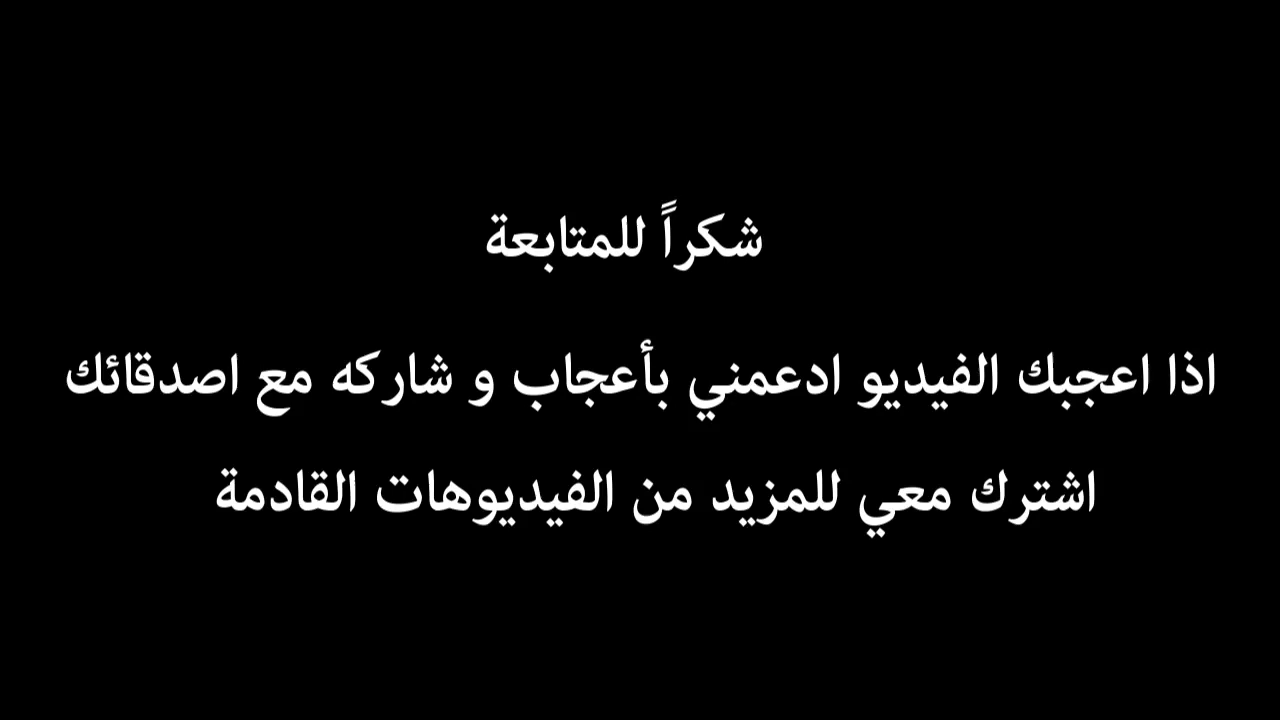 شكراً للمتابعة
اذا اعجبك الفيديو ادعمني بأعجاب و شاركه مع اصدقائك
اشترك معي للمزيد من الفيديوهات القادمة